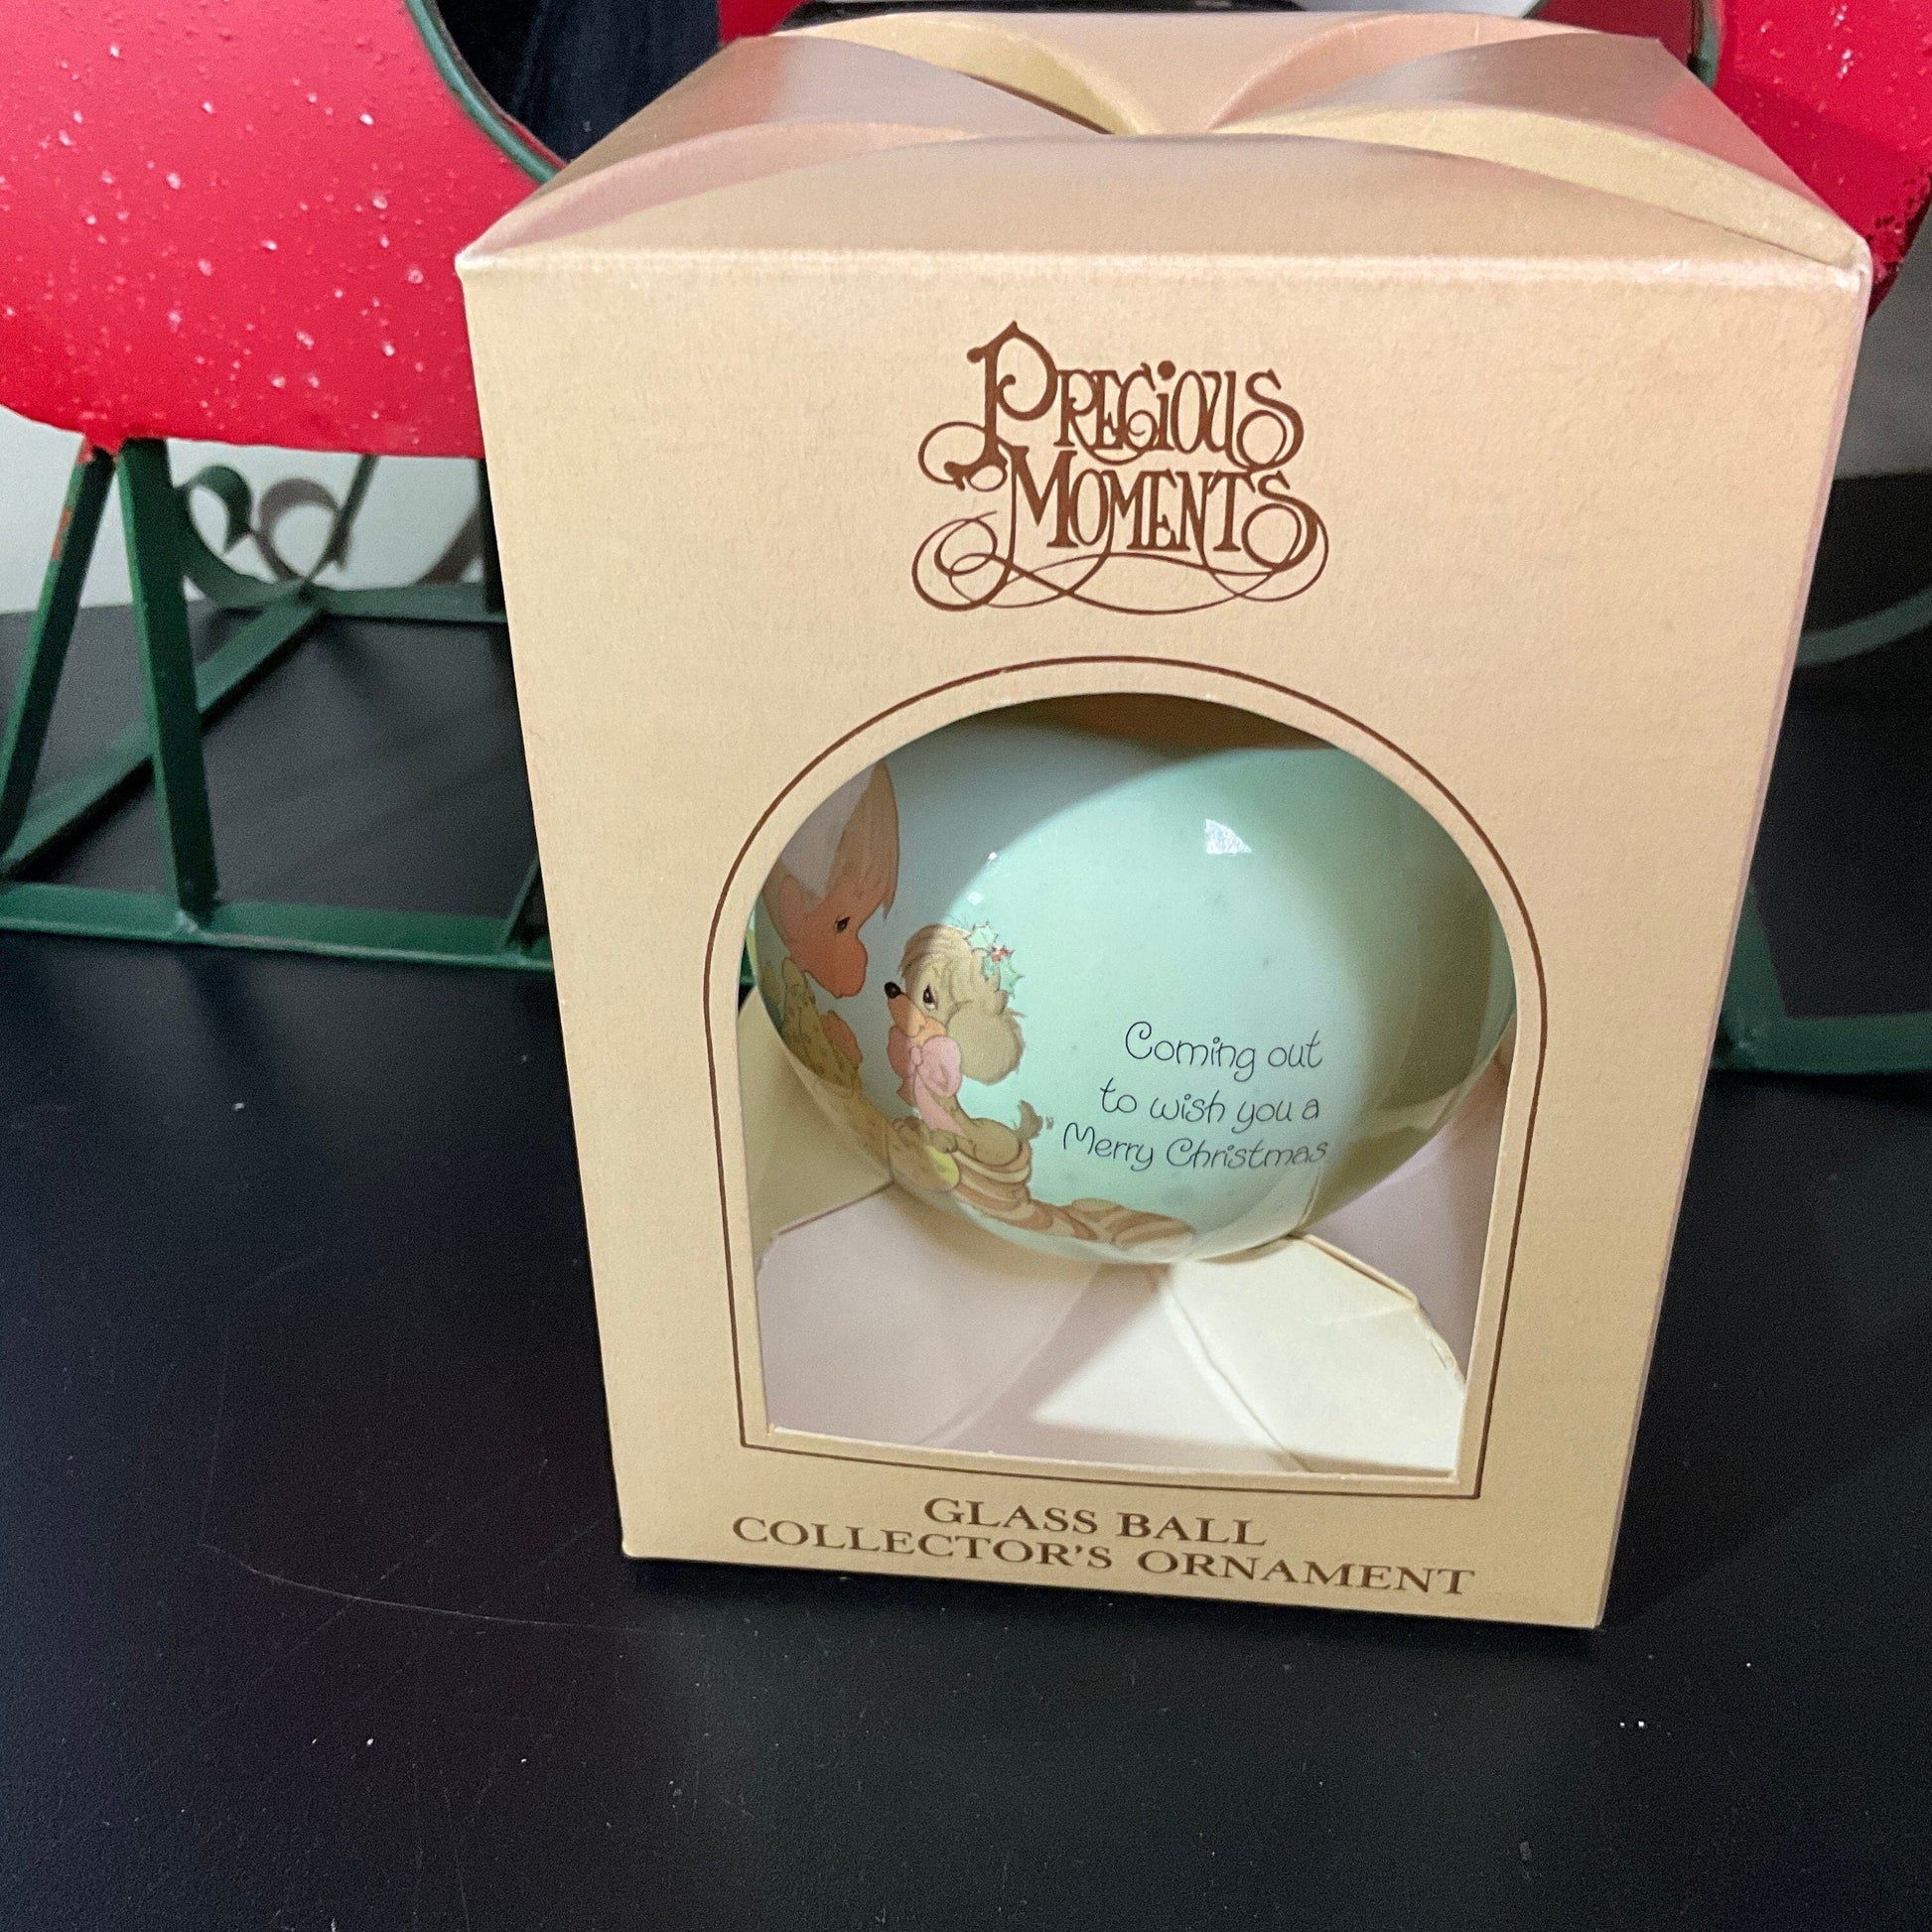 PRECIOUS
MOMENTS
Coming out
to wish you a
Merry Christmas
GLASS BALL
COLLECTOR'S ORNAMENT